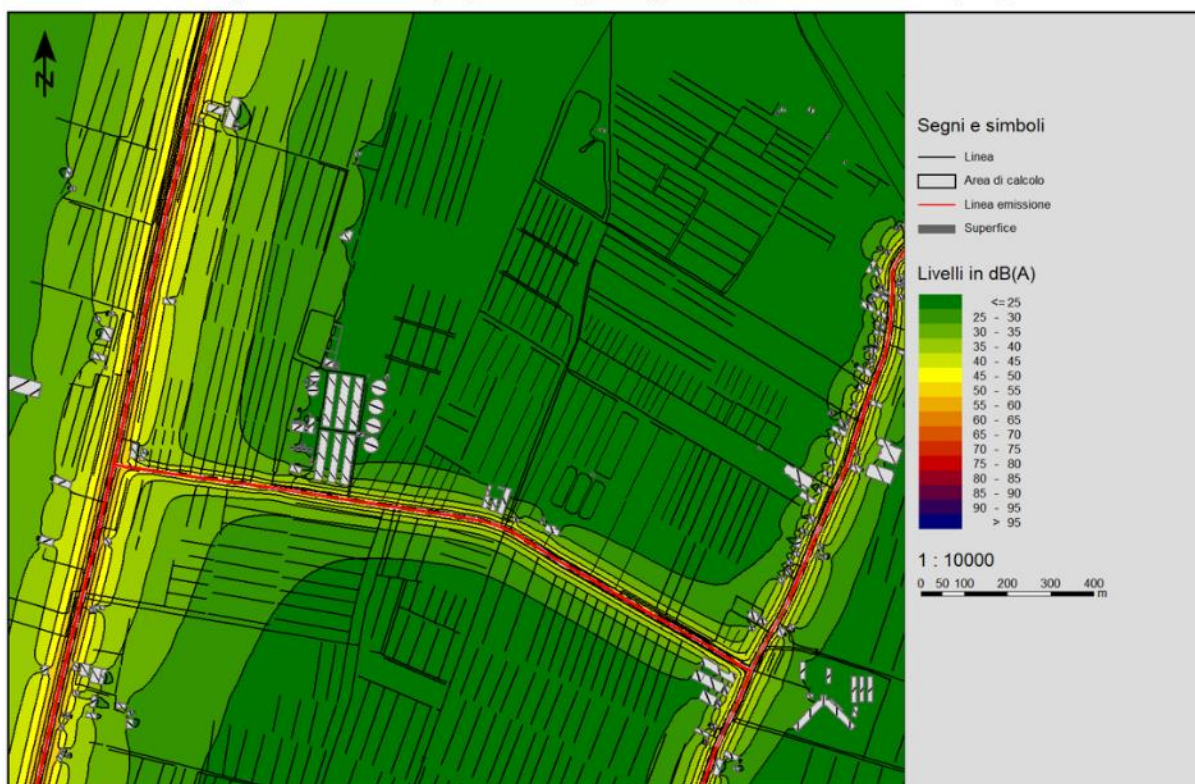 N
Segni e simboli
Linea
Area di calcolo
Linea emissione
Superfice
Livelli in dB(A)
<= 25
25 - 30
30 - 35
35 - 40
40 - 45
45 - 50
50 - 55
55 - 60
60 - 65
65 - 70
70 - 75
75 - 80
80 - 85
85 - 90
90 - 95
> 95
1 : 10000
0 50 100 200 300 400
m